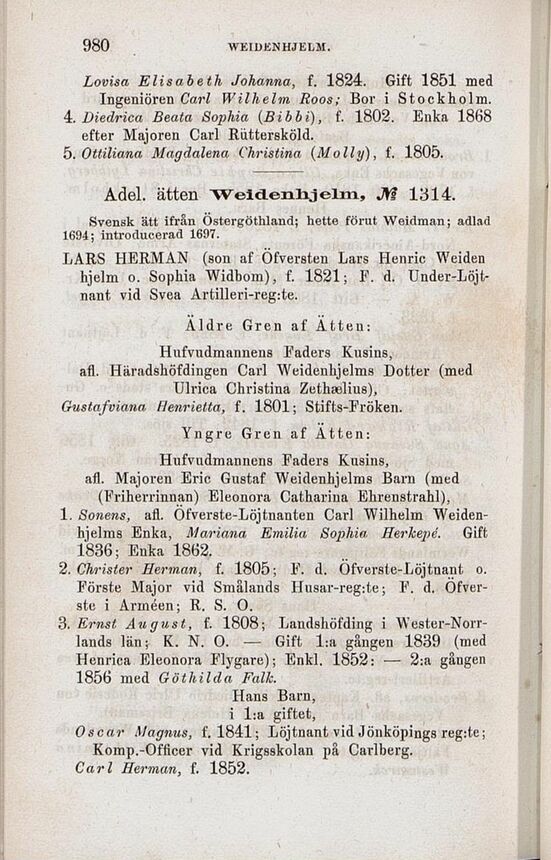 980 WEIDENHJELM.
Lovisa Elisabeth Johanna, f. 1824. Gift 1851 med
Ingeniören Carl Wilhelm Roos; Bor i Stockholm.
4. Diedrica Beata Sophia (Bibbi), f. 1802. Enka 1868
efter Majoren Carl Rüttersköld.
5. Ottiliana Magdalena Christina (Molly), f. 1805.
Adel. ätten Weidenhjelm, № 1314.
Svensk ätt ifrån Östergöthland; hette förut Weidman; adlad
1694; introducerad 1697.
LARS HERMAN (son af Öfversten Lars Henric Weiden
hjelm o. Sophia Widbom), f. 1821; F. d. Under-Löjt-
nant vid Svea Artilleri-reg:te.
Äldre Gren af Ätten:
Hufvudmannens Faders Kusins,
afl. Häradshöfdingen Carl Weidenhjelms Dotter (med
Ulrica Christina Zethælius),
Gustafviana Henrietta, f. 1801; Stifts-Fröken.
Yngre Gren af Ätten:
Hufvudmannens Faders Kusins,
afl. Majoren Eric Gustaf Weidenhjelms Barn (med
(Friherrinnan) Eleonora Catharina Ehrenstrahl),
1. Sonens, afl. Öfverste-Löjtnanten Carl Wilhelm Weiden-
hjelms Enka, Mariana Emilia Sophia Herkepé. Gift
1836; Enka 1862.
2. Christer Herman, f. 1805; F. d. Öfverste-Löjtnant o.
Förste Major vid Smålands Husar-reg:te; F. d. Öfver-
ste i Arméen; R. S. O.
3. Ernst August, f. 1808; Landshöfding i Wester-Norr-
lands län; K. N. O. — Gift 1:a gången 1839 (med
Henrica Eleonora Flygare); Enkl. 1852: — 2:a gången
1856 med Göthilda Falk.
Hans Barn,
i 1:a giftet,
Oscar Magnus, f. 1841; Löjtnant vid Jönköpings reg:te;
Komp.-Officer vid Krigsskolan på Carlberg.
Carl Herman, f. 1852.